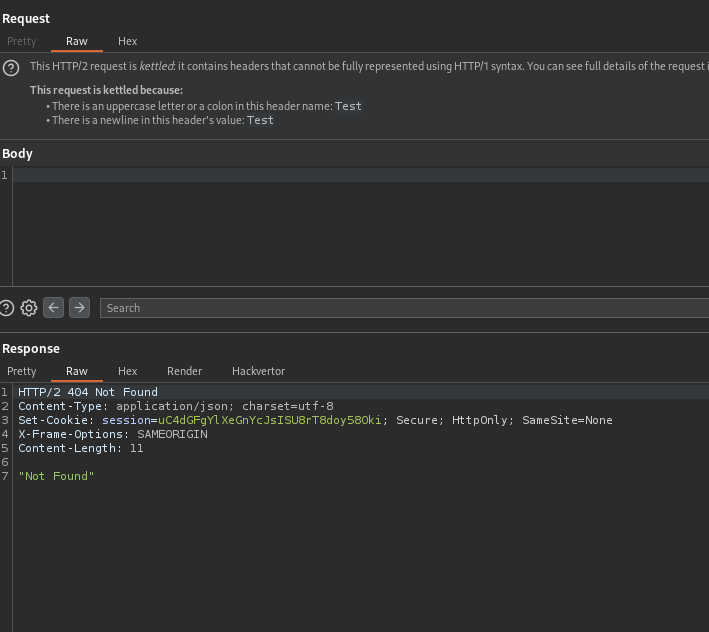 Request
Pretty Raw Hex
This HTTP/2 request is kettled: it contains headers that cannot be fully represented using HTTP/1 syntax. You can see full details of the request i
This request is kettled because:
• There is an uppercase letter or a colon in this header name: Test
• There is a newline in this header's value: Test
Body
1
Search
Response
Pretty Raw Hex Render Hackvertor
1 HTTP/2 404 Not Found
2 Content-Type: application/json; charset=utf-8
3 Set-Cookie: session=uC4dGFgYlXeGnYcJsISU8rT8doy58Oki; Secure; HttpOnly; SameSite=None
4 X-Frame-Options: SAMEORIGIN
5 Content-Length: 11
6
7 "Not Found"